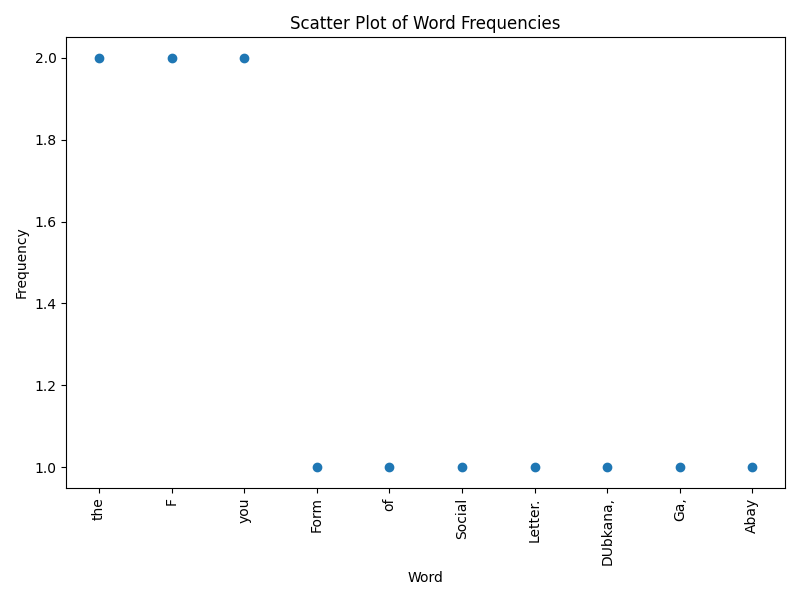 Scatter Plot of Word Frequencies
Frequency
2.0
1.8
1.6
1.4
1.2
1.0
the
F
you
Form
of
Social
Letter.
DUbkana,
Ga,
Abay
Word